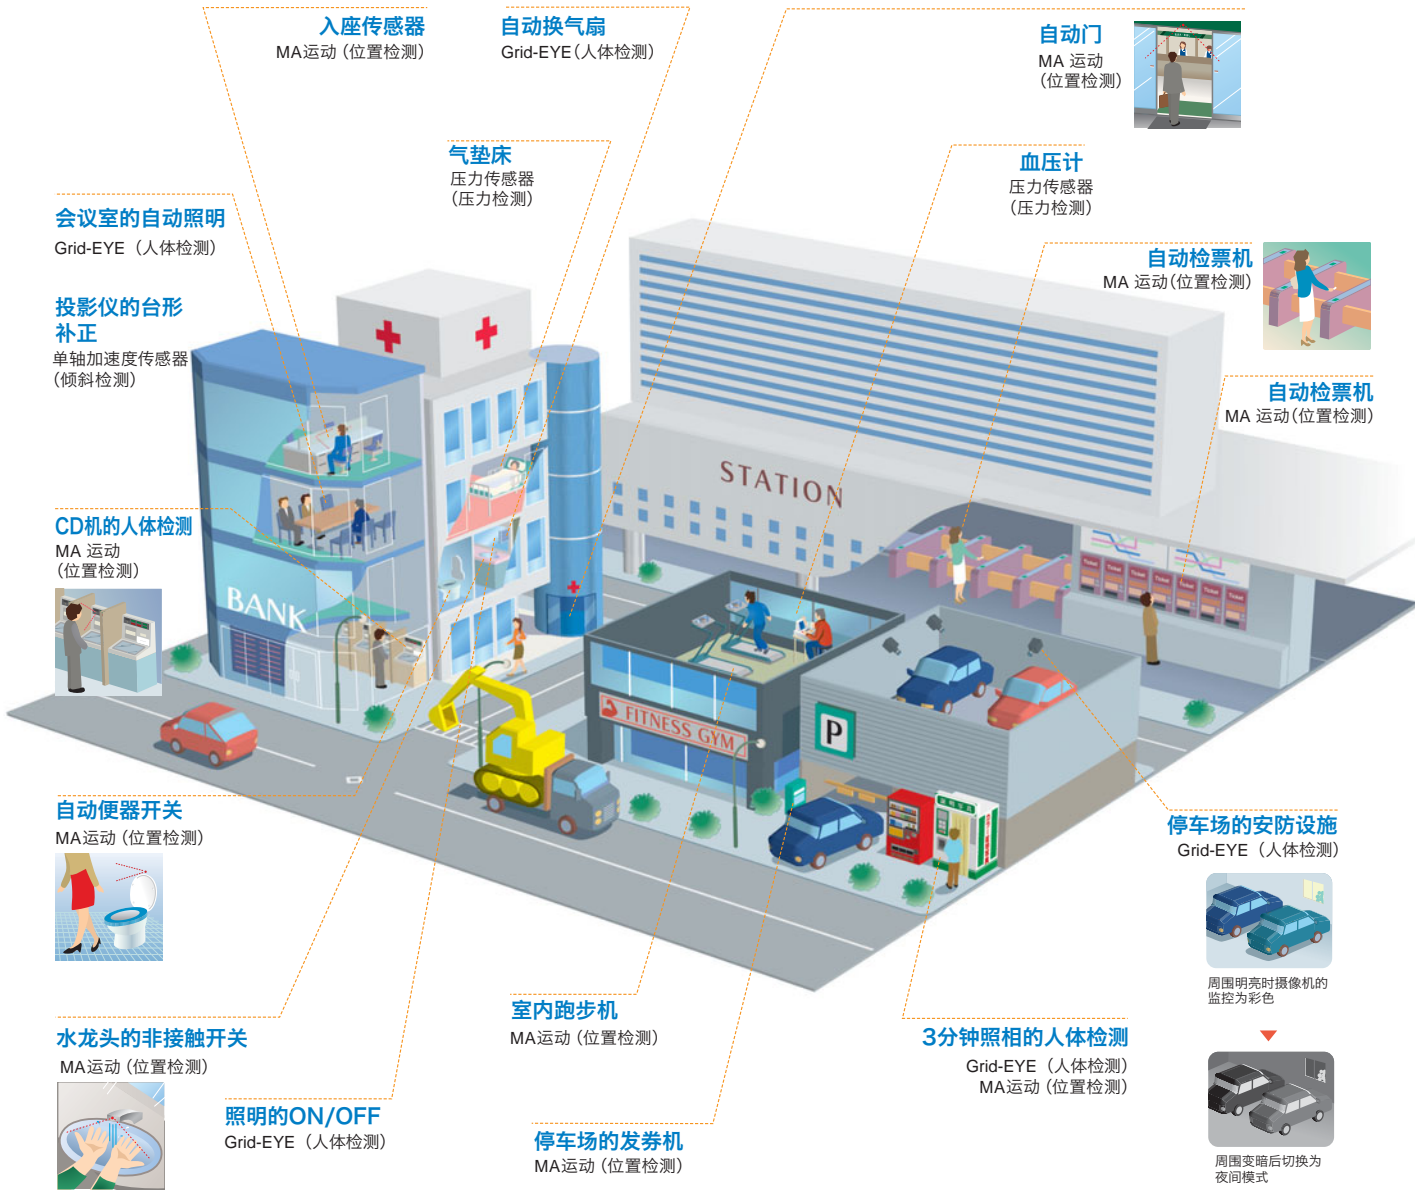 入座传感器
MA运动（位置检测）
自动换气扇
Grid-EYE（人体检测）
自动门
MA 运动
（位置检测）
气垫床
压力传感器
（压力检测）
血压计
压力传感器
（压力检测）
会议室的自动照明
Grid-EYE（人体检测）
自动检票机
MA 运动（位置检测）
投影仪的台形
补正
单轴加速度传感器
（倾斜检测）
自动检票机
MA 运动（位置检测）
STATION
CD机的人体检测
MA 运动
（位置检测）
BANK
Ticket
Ticket
Ticket
Ticket
Ticket
Ticket
Ticket
FITNESS GYM
P
自动便器开关
MA运动（位置检测）
停车场的安防设施
Grid-EYE（人体检测）
周围明亮时摄像机的
监控为彩色
室内跑步机
MA运动（位置检测）
水龙头的非接触开关
MA运动（位置检测）
3分钟照相的人体检测
Grid-EYE（人体检测）
MA运动（位置检测）
照明的ON/OFF
Grid-EYE（人体检测）
停车场的发券机
MA运动（位置检测）
周围变暗后切换为
夜间模式